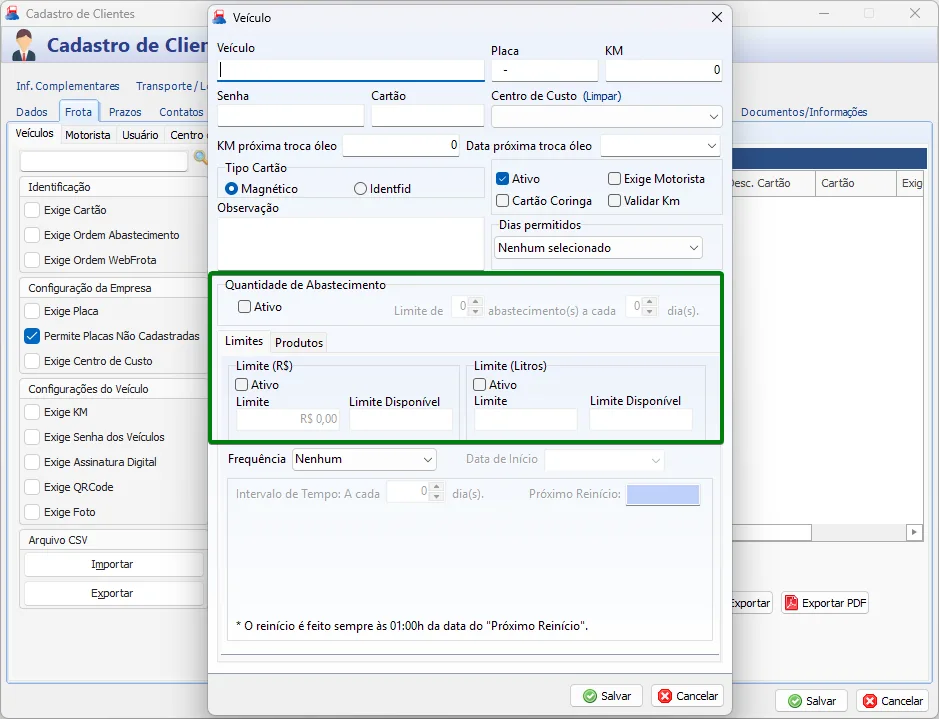 Cadastro de Clientes
Cadastro de Clien
Inf. Complementares Transporte/L
Dados Frota Prazos Contatos Documentos/Informações
Veículos Motorista Usuário Centro
Identificação
Exige Cartão
Exige Ordem Abastecimento
Exige Ordem WebFrota
Configuração da Empresa
Exige Placa
Permite Placas Não Cadastradas
Exige Centro de Custo
Configurações do Veículo
Exige KM
Exige Senha dos Veículos
Exige Assinatura Digital
Exige QRCode
Exige Foto
Arquivo CSV
Importar
Exportar
Veículo
Veículo Placa KM
- 0
Senha Cartão Centro de Custo (Limpar)
KM próxima troca óleo 0 Data próxima troca óleo
Tipo Cartão
Magnético Identfid
Ativo Exige Motorista
Cartão Coringa Validar Km
Observação
Dias permitidos
Nenhum selecionado
Quantidade de Abastecimento
Ativo Limite de 0 abastecimento(s) a cada 0 dia(s).
Limites Produtos
Limite (R$) Limite (Litros)
Ativo Ativo
Limite Limite Disponível Limite Limite Disponível
R$ 0,00
Frequência Nenhum Data de Início
Intervalo de Tempo: A cada 0 dia(s). Próximo Reinício:
* O reinício é feito sempre às 01:00h da data do "Próximo Reinício".
Salvar Cancelar
Desc. Cartão Cartão Exig
Exportar Exportar PDF
Salvar Cancelar